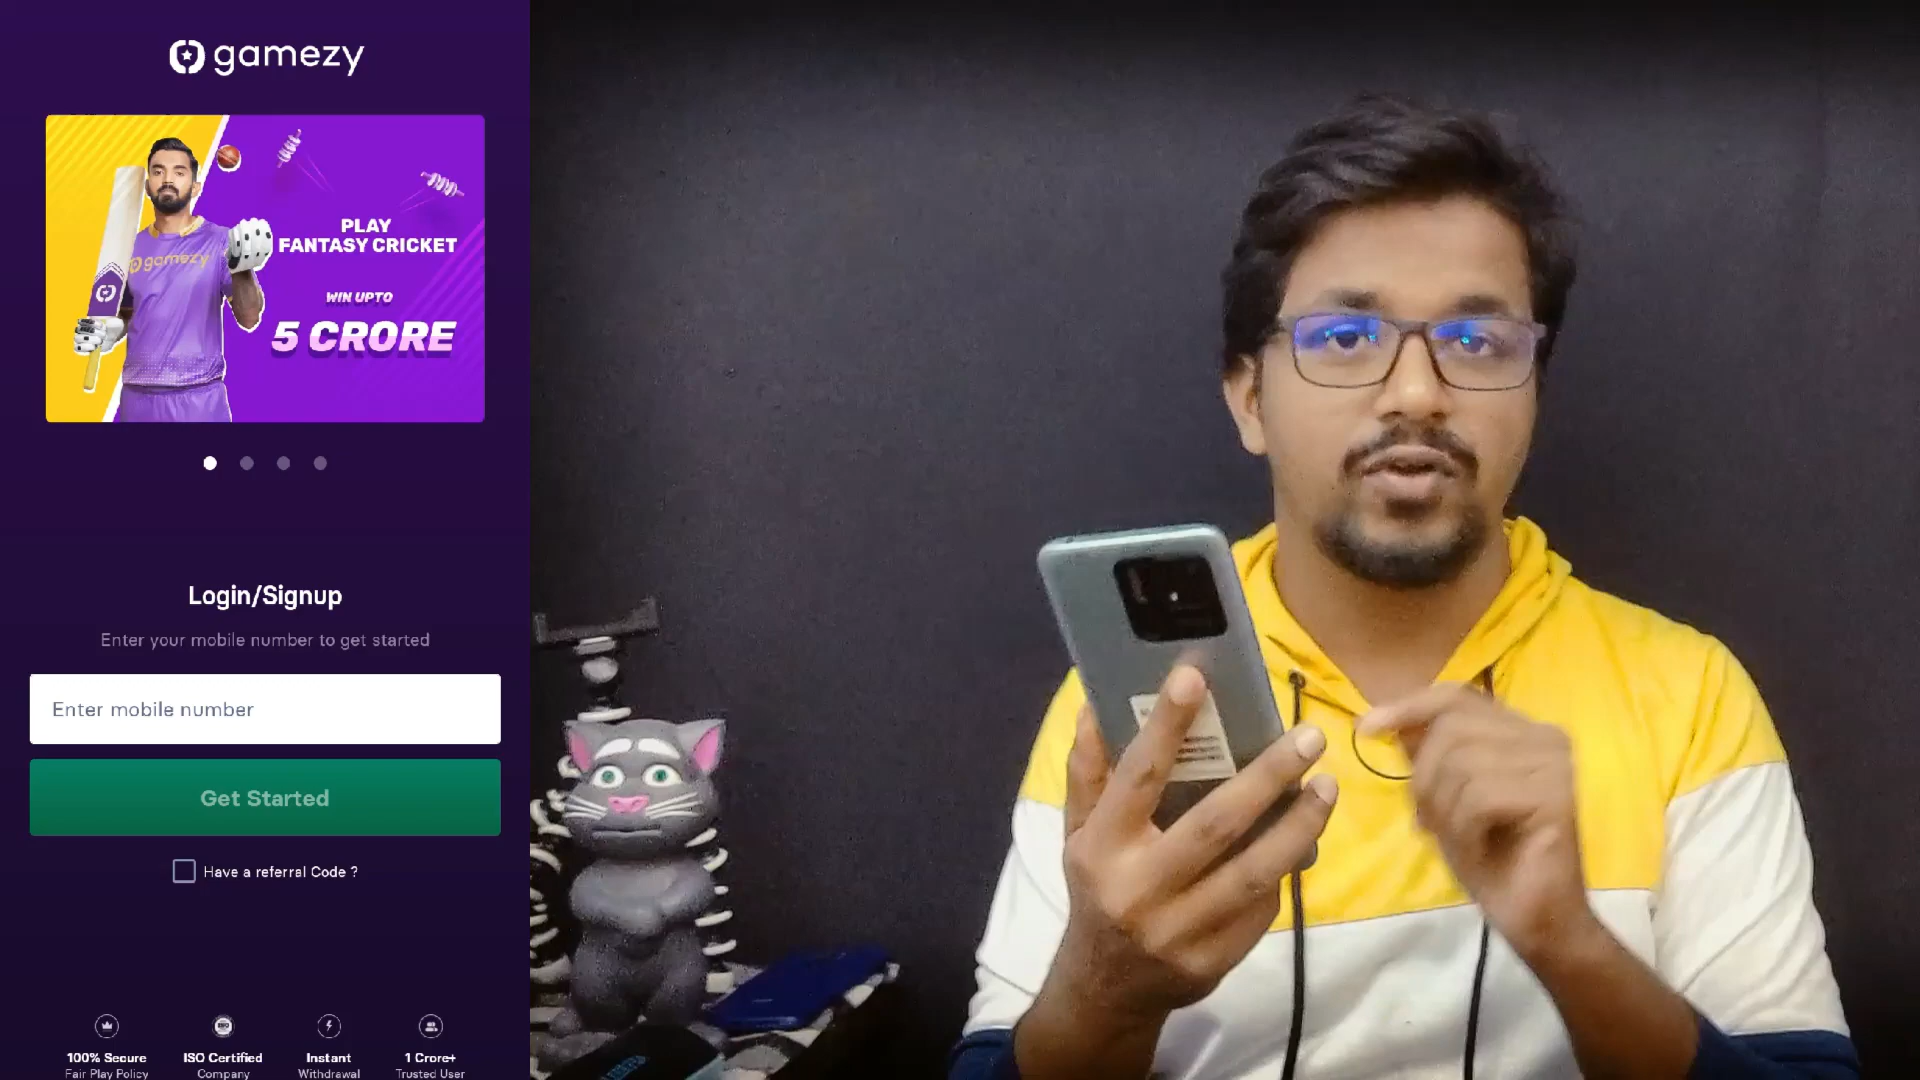 gamezy
gamezy
PLAY
FANTASY CRICKET
WIN UPTO
5 CRORE
Login/Signup
Enter your mobile number to get started
Enter mobile number
Get Started
Have a referral Code ?
100% Secure
Fair Play Policy
ISO Certified
Company
Instant
Withdrawal
1 Crore+
Trusted User